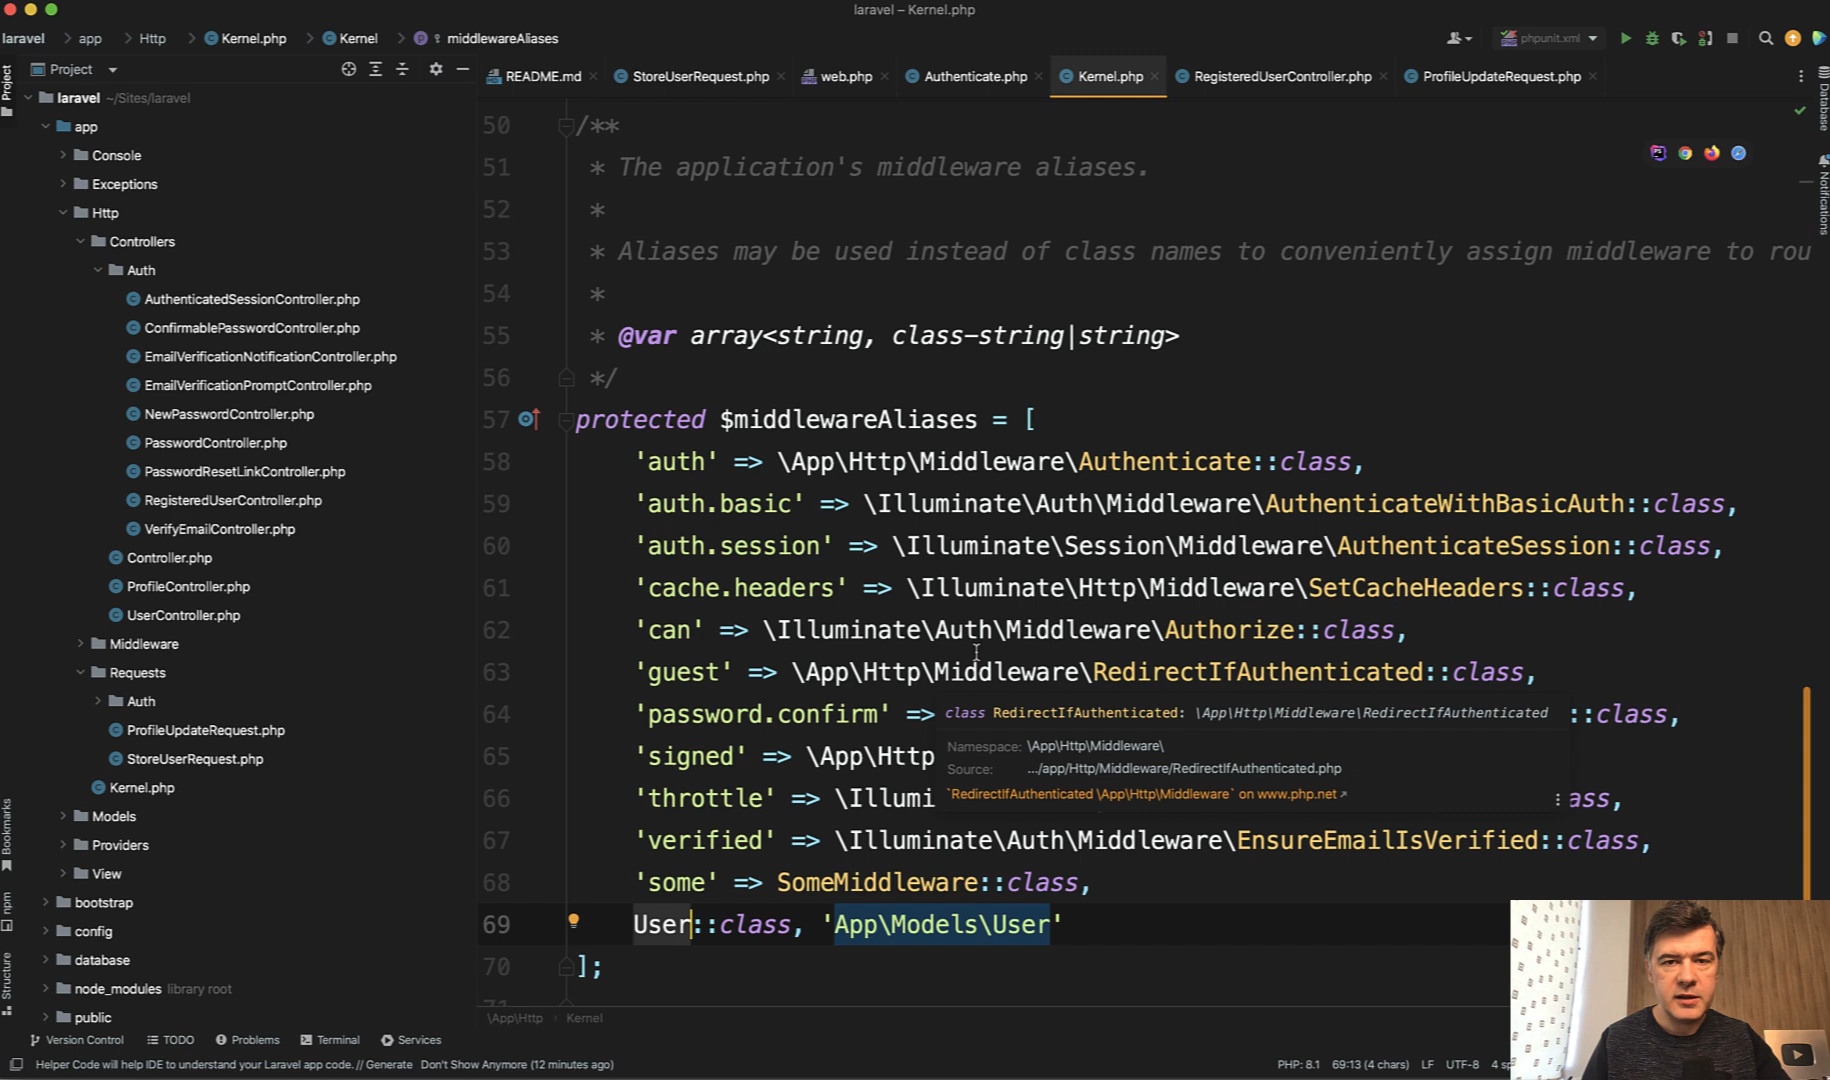 laravel – Kernel.php
laravel > app > Http > Kernel.php > Kernel > middlewareAliases
phpunit.xml
Project
README.md
StoreUserRequest.php
web.php
Authenticate.php
Kernel.php
RegisteredUserController.php
ProfileUpdateRequest.php
Project
Bookmarks
npm
Structure
Database
Notifications
laravel ~/Sites/laravel
app
Console
Exceptions
Http
Controllers
Auth
AuthenticatedSessionController.php
ConfirmablePasswordController.php
EmailVerificationNotificationController.php
EmailVerificationPromptController.php
NewPasswordController.php
PasswordController.php
PasswordResetLinkController.php
RegisteredUserController.php
VerifyEmailController.php
Controller.php
ProfileController.php
UserController.php
Middleware
Requests
Auth
ProfileUpdateRequest.php
StoreUserRequest.php
Kernel.php
Models
Providers
View
bootstrap
config
database
node_modules library root
public
50 /**
51 * The application's middleware aliases.
52 *
53 * Aliases may be used instead of class names to conveniently assign middleware to rou
54 *
55 * @var array<string, class-string|string>
56 */
57 protected $middlewareAliases = [
58 'auth' => \App\Http\Middleware\Authenticate::class,
59 'auth.basic' => \Illuminate\Auth\Middleware\AuthenticateWithBasicAuth::class,
60 'auth.session' => \Illuminate\Session\Middleware\AuthenticateSession::class,
61 'cache.headers' => \Illuminate\Http\Middleware\SetCacheHeaders::class,
62 'can' => \Illuminate\Auth\Middleware\Authorize::class,
63 'guest' => \App\Http\Middleware\RedirectIfAuthenticated::class,
64 'password.confirm' => ::class,
65 'signed' => \App\Http
66 'throttle' => \Illumi ass,
67 'verified' => \Illuminate\Auth\Middleware\EnsureEmailIsVerified::class,
68 'some' => SomeMiddleware::class,
69 User::class, 'App\Models\User'
70 ];
71
class RedirectIfAuthenticated: \App\Http\Middleware\RedirectIfAuthenticated
Namespace: \App\Http\Middleware\
Source: .../app/Http/Middleware/RedirectIfAuthenticated.php
`RedirectIfAuthenticated \App\Http\Middleware` on www.php.net
\App\Http > Kernel
Version Control
TODO
Problems
Terminal
Services
Helper Code will help IDE to understand your Laravel app code. // Generate Don't Show Anymore (12 minutes ago)
PHP: 8.1 69:13 (4 chars) LF UTF-8 4 sp